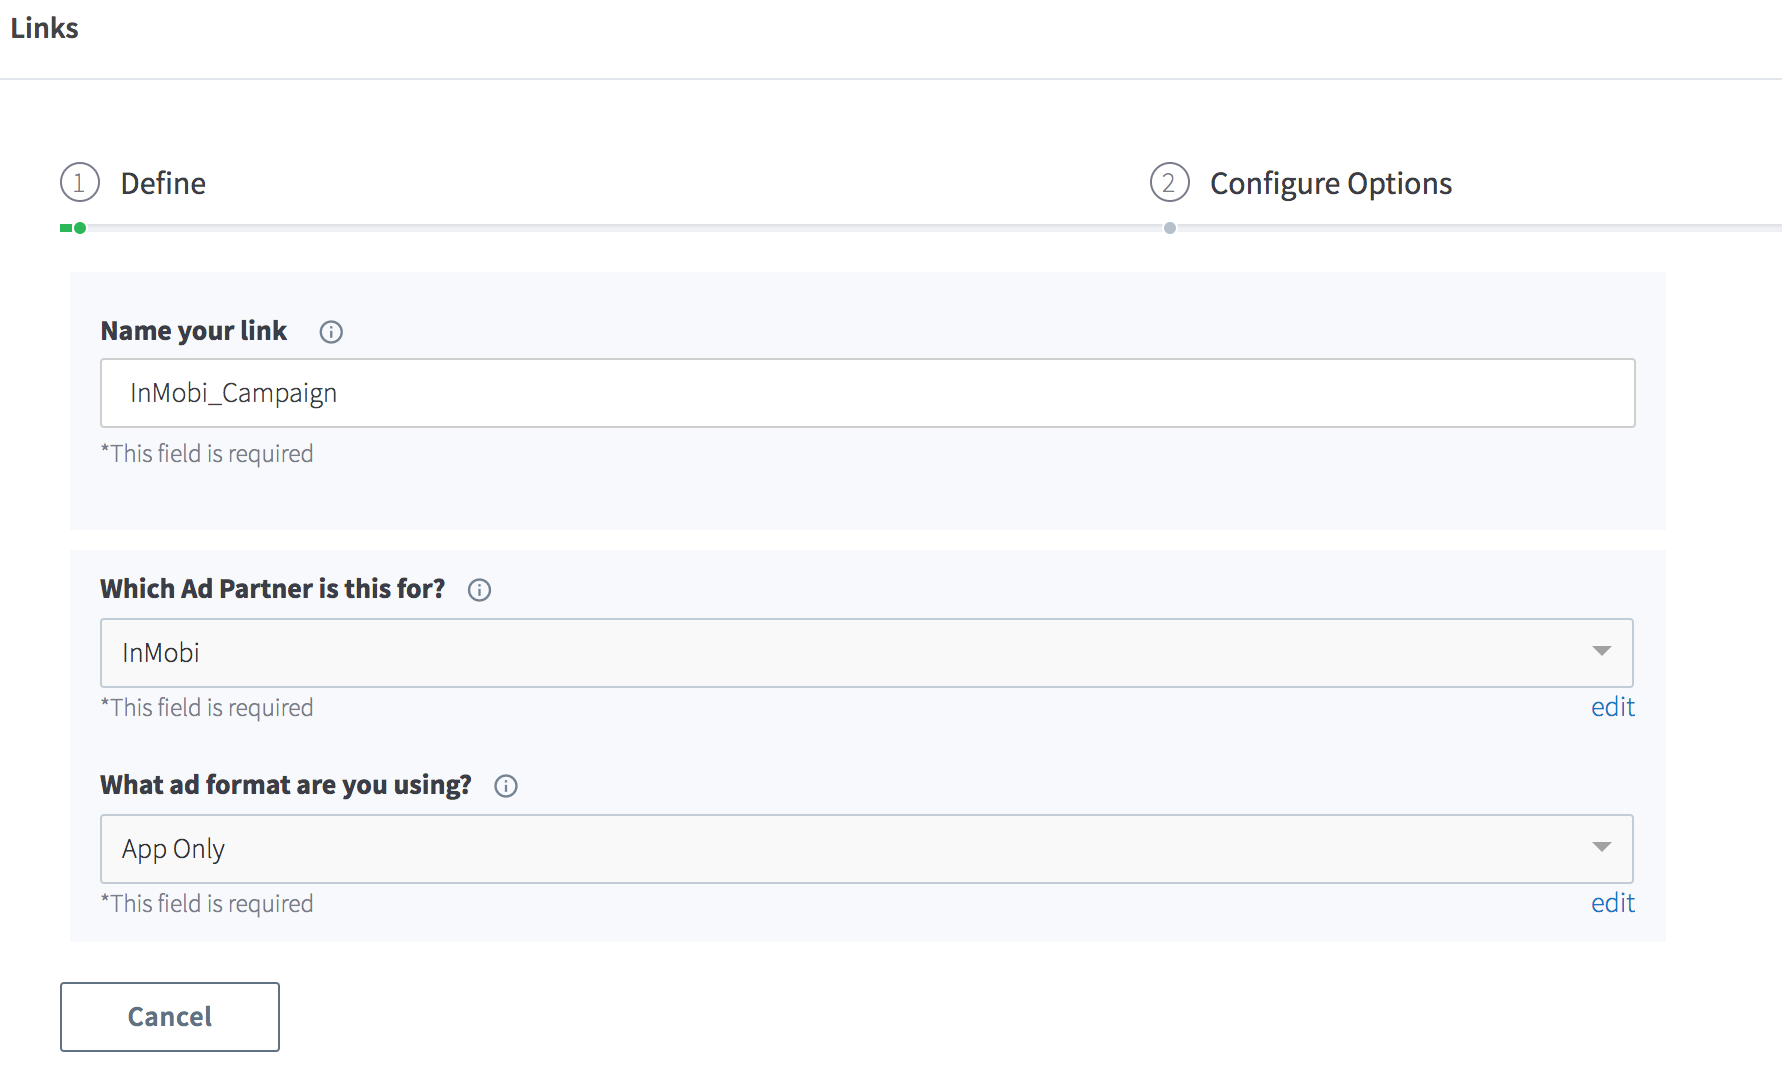 Links
1 Define
2 Configure Options
Name your link
InMobi_Campaign
*This field is required
Which Ad Partner is this for?
InMobi
*This field is required
edit
What ad format are you using?
App Only
*This field is required
edit
Cancel